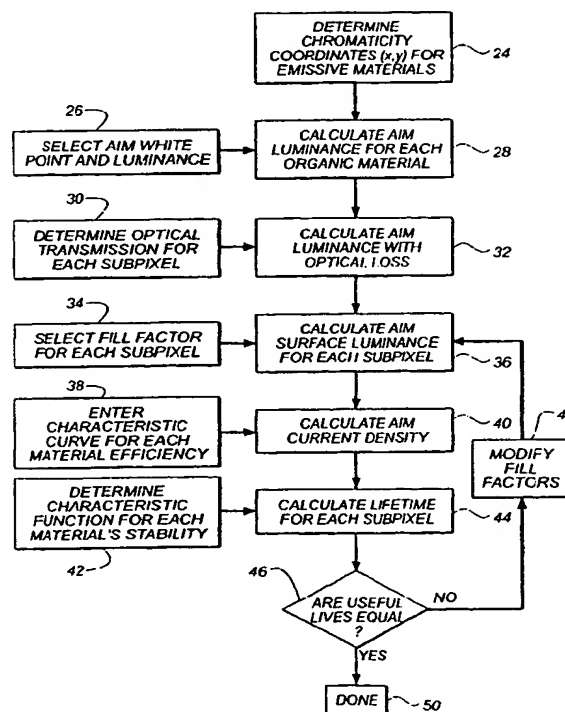 DETERMINE
CHROMATICITY
COORDINATES (x,y) FOR
EMISSIVE MATERIALS
24
26
SELECT AIM WHITE
POINT AND LUMINANCE
CALCULATE AIM
LUMINANCE FOR EACH
ORGANIC MATERIAL
28
30
DETERMINE OPTICAL
TRANSMISSION FOR
EACH SUBPIXEL
CALCULATE AIM
LUMINANCE WITH
OPTICAL LOSS
32
34
SELECT FILL FACTOR
FOR EACH SUBPIXEL
CALCULATE AIM
SURFACE LUMINANCE
FOR EACH SUBPIXEL
36
38
ENTER
CHARACTERISTIC
CURVE FOR EACH
MATERIAL EFFICIENCY
CALCULATE AIM
CURRENT DENSITY
40
MODIFY
FILL
FACTORS
DETERMINE
CHARACTERISTIC
FUNCTION FOR EACH
MATERIAL'S STABILITY
42
CALCULATE LIFETIME
FOR EACH SUBPIXEL
44
46
ARE USEFUL
LIVES EQUAL
?
NO
YES
DONE
50